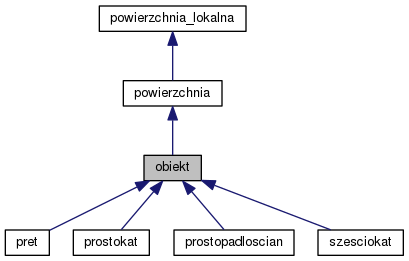 powierzchnia_lokalna
powierzchnia
obiekt
pret
prostokat
prostopadloscian
szesciokat